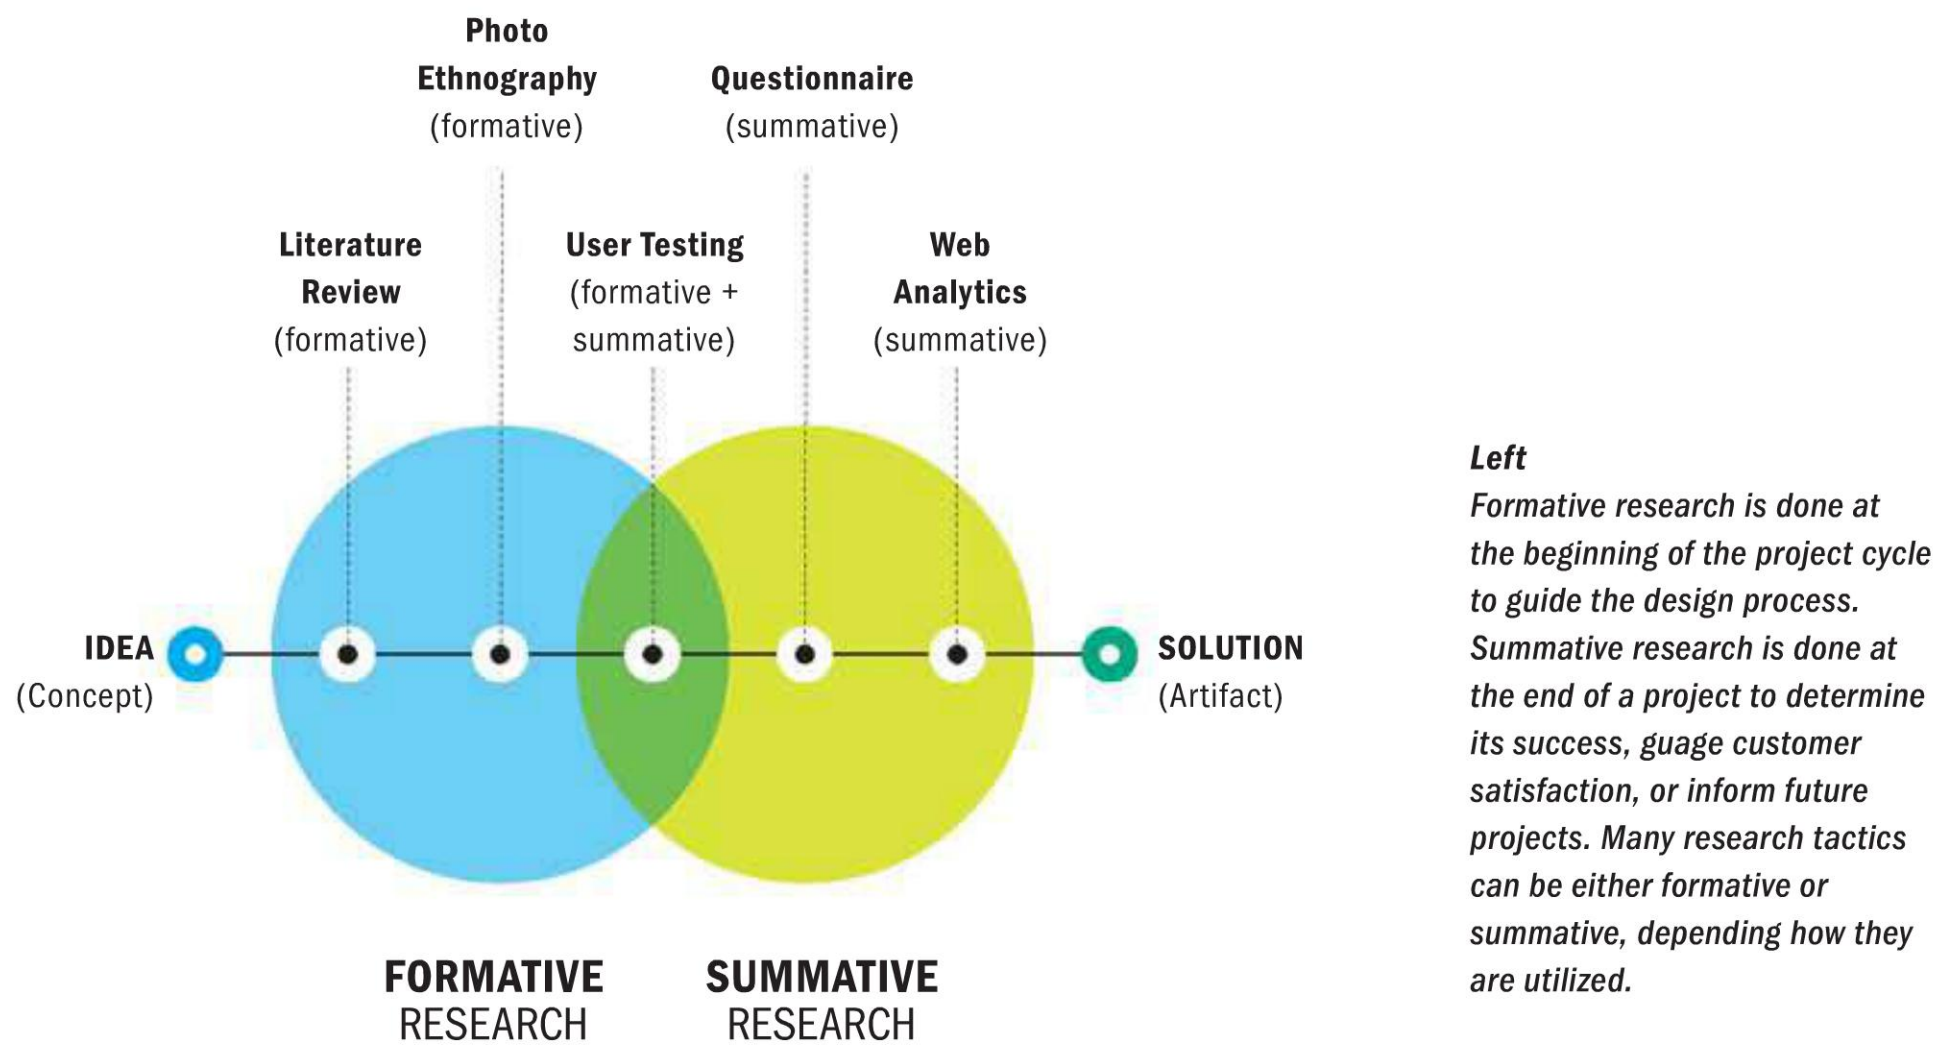 Photo
Ethnography
(formative)
Questionnaire
(summative)
Literature
Review
(formative)
User Testing
(formative +
summative)
Web
Analytics
(summative)
IDEA
(Concept)
SOLUTION
(Artifact)
FORMATIVE
RESEARCH
SUMMATIVE
RESEARCH
Left
Formative research is done at
the beginning of the project cycle
to guide the design process.
Summative research is done at
the end of a project to determine
its success, guage customer
satisfaction, or inform future
projects. Many research tactics
can be either formative or
summative, depending how they
are utilized.